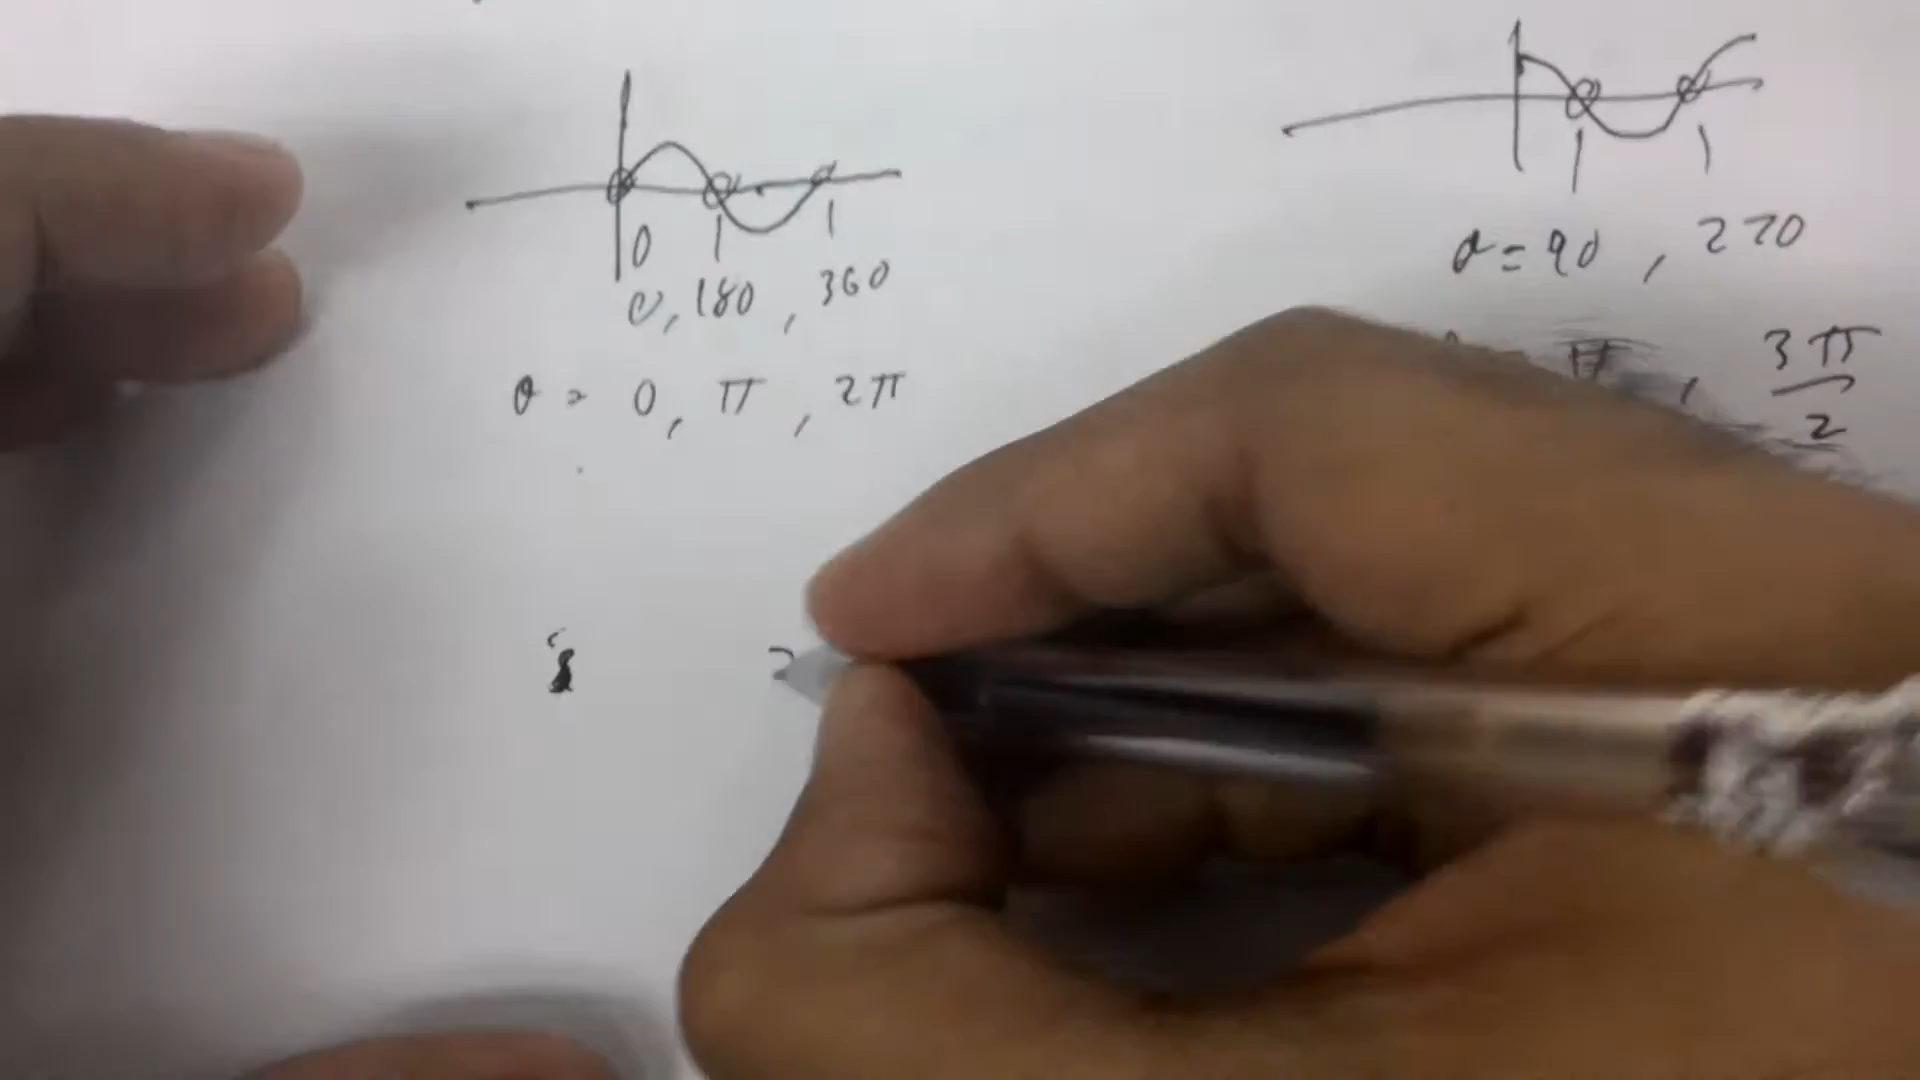 0
0, 180, 360
θ = 0, π, 2π
θ = 90, 270
π, 3π/2